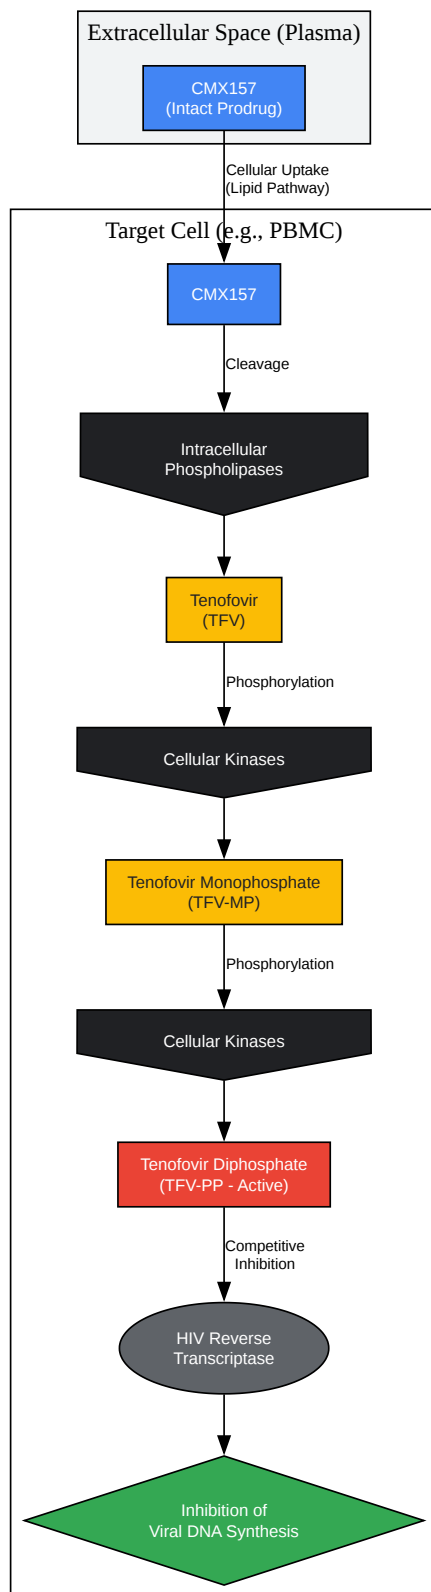 Extracellular Space (Plasma)
CMX157
(Intact Prodrug)
Cellular Uptake
(Lipid Pathway)
Target Cell (e.g., PBMC)
CMX157
Cleavage
Intracellular
Phospholipases
Tenofovir
(TFV)
Phosphorylation
Cellular Kinases
Tenofovir Monophosphate
(TFV-MP)
Phosphorylation
Cellular Kinases
Tenofovir Diphosphate
(TFV-PP - Active)
Competitive
Inhibition
HIV Reverse
Transcriptase
Inhibition of
Viral DNA Synthesis